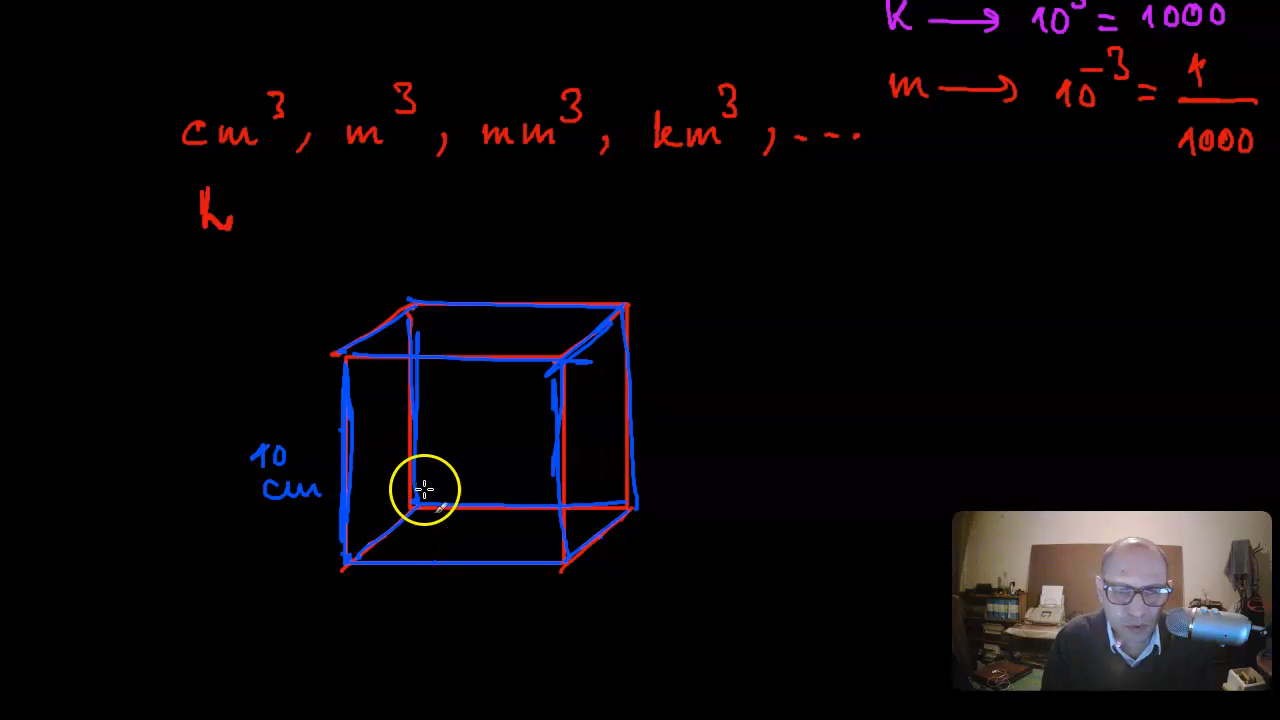 k → 10³ = 1000
m → 10⁻³ = 1/1000
cm³, m³, mm³, km³, ...
k
10
cm